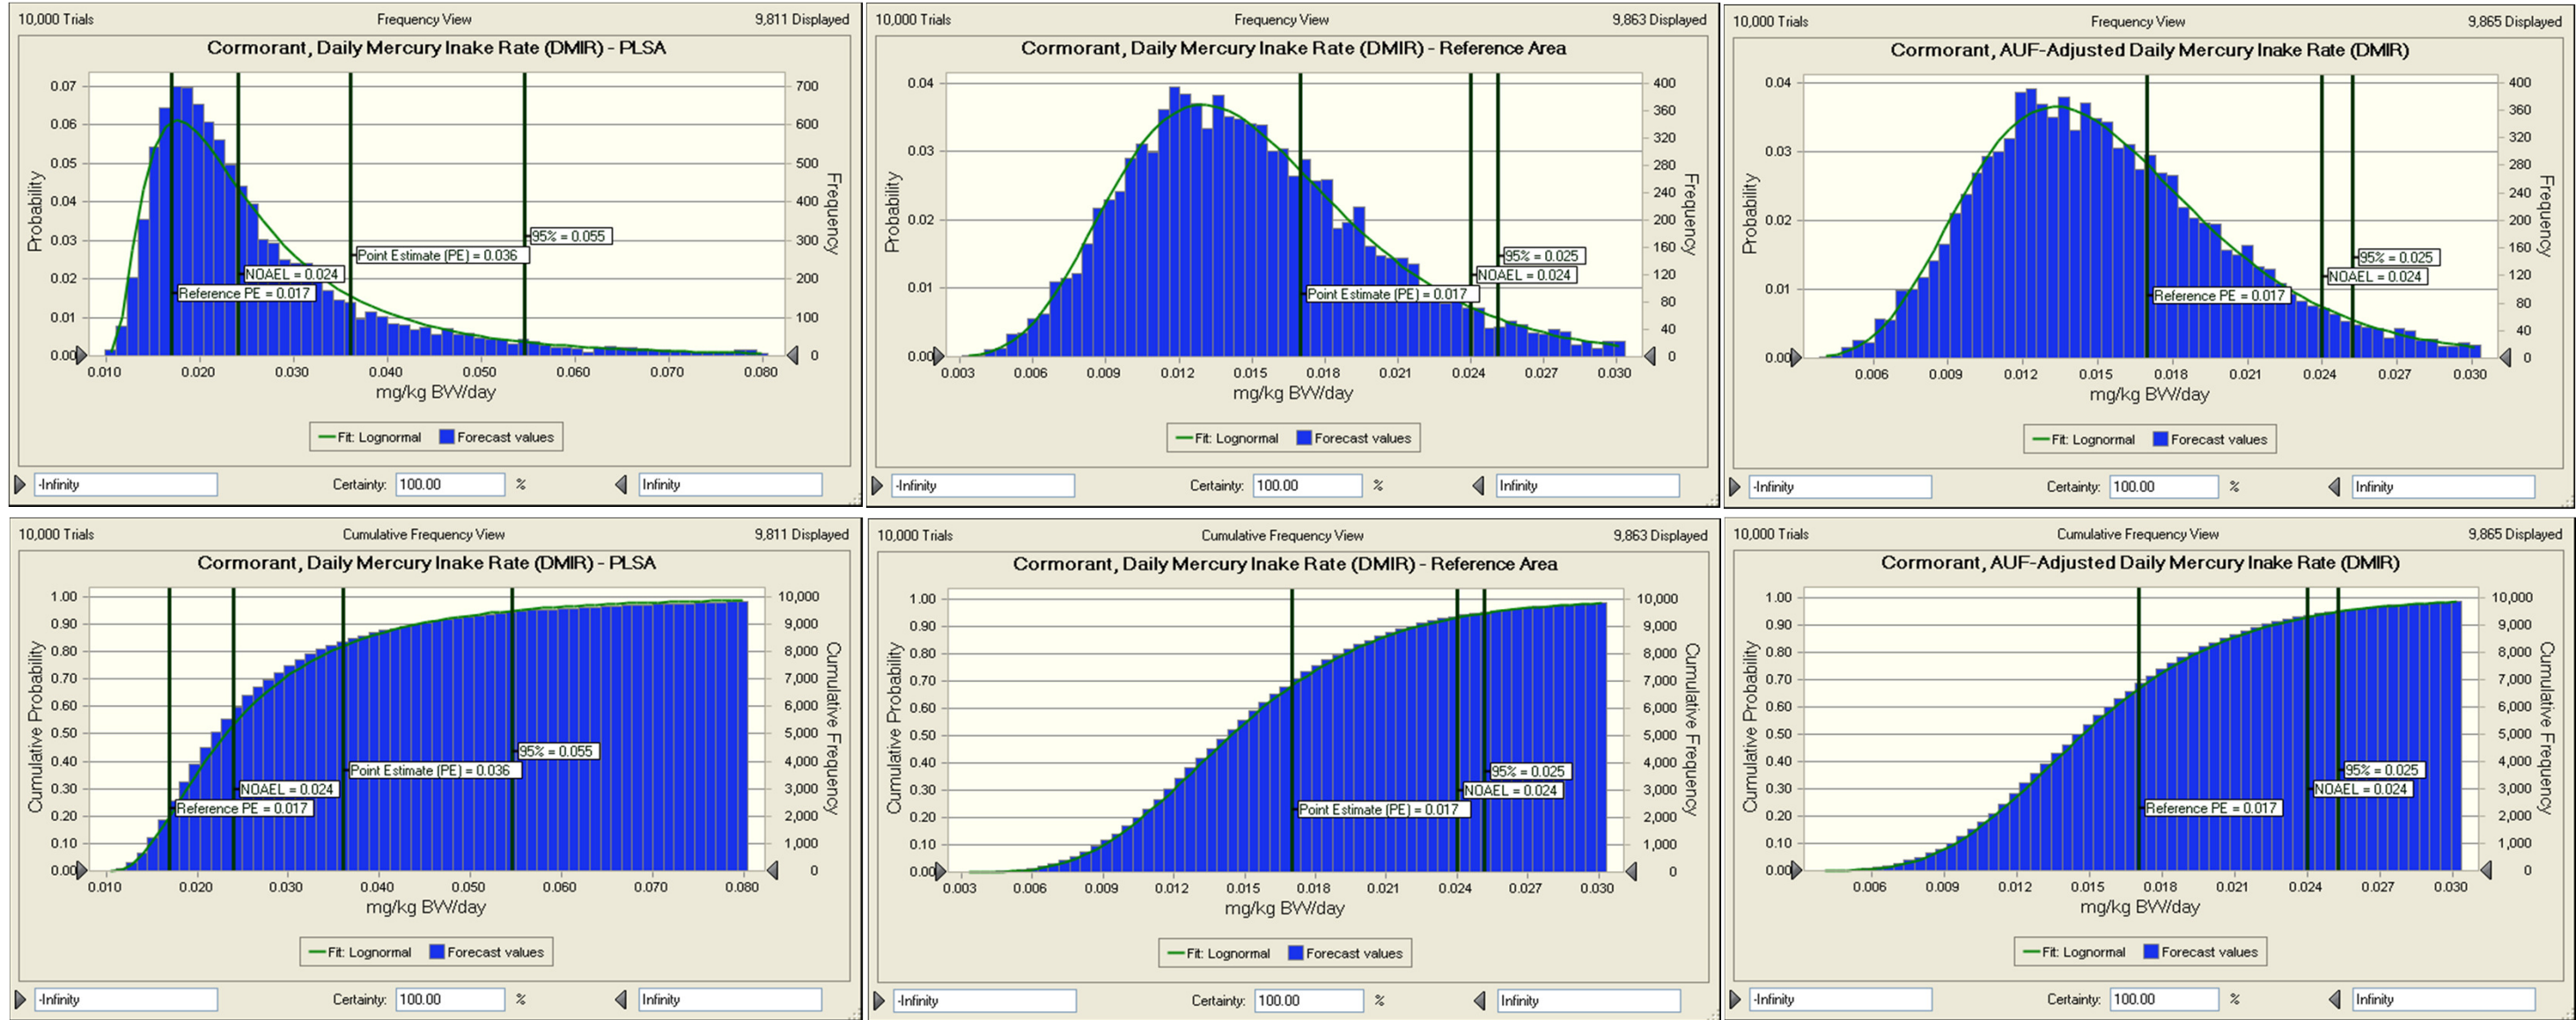 10,000 Trials Frequency View 9,811 Displayed
Cormorant, Daily Mercury Inake Rate (DMIR) - PLSA
Probability
0.07
0.06
0.05
0.04
0.03
0.02
0.01
0.00
700
600
500
400
300
200
100
0
Frequency
95% = 0.055
Point Estimate (PE) = 0.036
NOAEL = 0.024
Reference PE = 0.017
0.010 0.020 0.030 0.040 0.050 0.060 0.070 0.080
mg/kg BW/day
Fit: Lognormal Forecast values
-Infinity Certainty: 100.00 % Infinity
10,000 Trials Frequency View 9,863 Displayed
Cormorant, Daily Mercury Inake Rate (DMIR) - Reference Area
Probability
0.04
0.03
0.02
0.01
0.00
400
360
320
280
240
200
160
120
80
40
0
Frequency
95% = 0.025
NOAEL = 0.024
Point Estimate (PE) = 0.017
0.003 0.006 0.009 0.012 0.015 0.018 0.021 0.024 0.027 0.030
mg/kg BW/day
Fit: Lognormal Forecast values
-Infinity Certainty: 100.00 % Infinity
10,000 Trials Frequency View 9,865 Displayed
Cormorant, AUF-Adjusted Daily Mercury Inake Rate (DMIR)
Probability
0.04
0.03
0.02
0.01
0.00
400
360
320
280
240
200
160
120
80
40
0
Frequency
95% = 0.025
NOAEL = 0.024
Reference PE = 0.017
0.006 0.009 0.012 0.015 0.018 0.021 0.024 0.027 0.030
mg/kg BW/day
Fit: Lognormal Forecast values
-Infinity Certainty: 100.00 % Infinity
10,000 Trials Cumulative Frequency View 9,811 Displayed
Cormorant, Daily Mercury Inake Rate (DMIR) - PLSA
Cumulative Probability
1.00
0.90
0.80
0.70
0.60
0.50
0.40
0.30
0.20
0.10
0.00
10,000
9,000
8,000
7,000
6,000
5,000
4,000
3,000
2,000
1,000
0
Cumulative Frequency
95% = 0.055
Point Estimate (PE) = 0.036
NOAEL = 0.024
Reference PE = 0.017
0.010 0.020 0.030 0.040 0.050 0.060 0.070 0.080
mg/kg BW/day
Fit: Lognormal Forecast values
-Infinity Certainty: 100.00 % Infinity
10,000 Trials Cumulative Frequency View 9,863 Displayed
Cormorant, Daily Mercury Inake Rate (DMIR) - Reference Area
Cumulative Probability
1.00
0.90
0.80
0.70
0.60
0.50
0.40
0.30
0.20
0.10
0.00
10,000
9,000
8,000
7,000
6,000
5,000
4,000
3,000
2,000
1,000
0
Cumulative Frequency
95% = 0.025
NOAEL = 0.024
Point Estimate (PE) = 0.017
0.003 0.006 0.009 0.012 0.015 0.018 0.021 0.024 0.027 0.030
mg/kg BW/day
Fit: Lognormal Forecast values
-Infinity Certainty: 100.00 % Infinity
10,000 Trials Cumulative Frequency View 9,865 Displayed
Cormorant, AUF-Adjusted Daily Mercury Inake Rate (DMIR)
Cumulative Probability
1.00
0.90
0.80
0.70
0.60
0.50
0.40
0.30
0.20
0.10
0.00
10,000
9,000
8,000
7,000
6,000
5,000
4,000
3,000
2,000
1,000
0
Cumulative Frequency
95% = 0.025
NOAEL = 0.024
Reference PE = 0.017
0.006 0.009 0.012 0.015 0.018 0.021 0.024 0.027 0.030
mg/kg BW/day
Fit: Lognormal Forecast values
-Infinity Certainty: 100.00 % Infinity